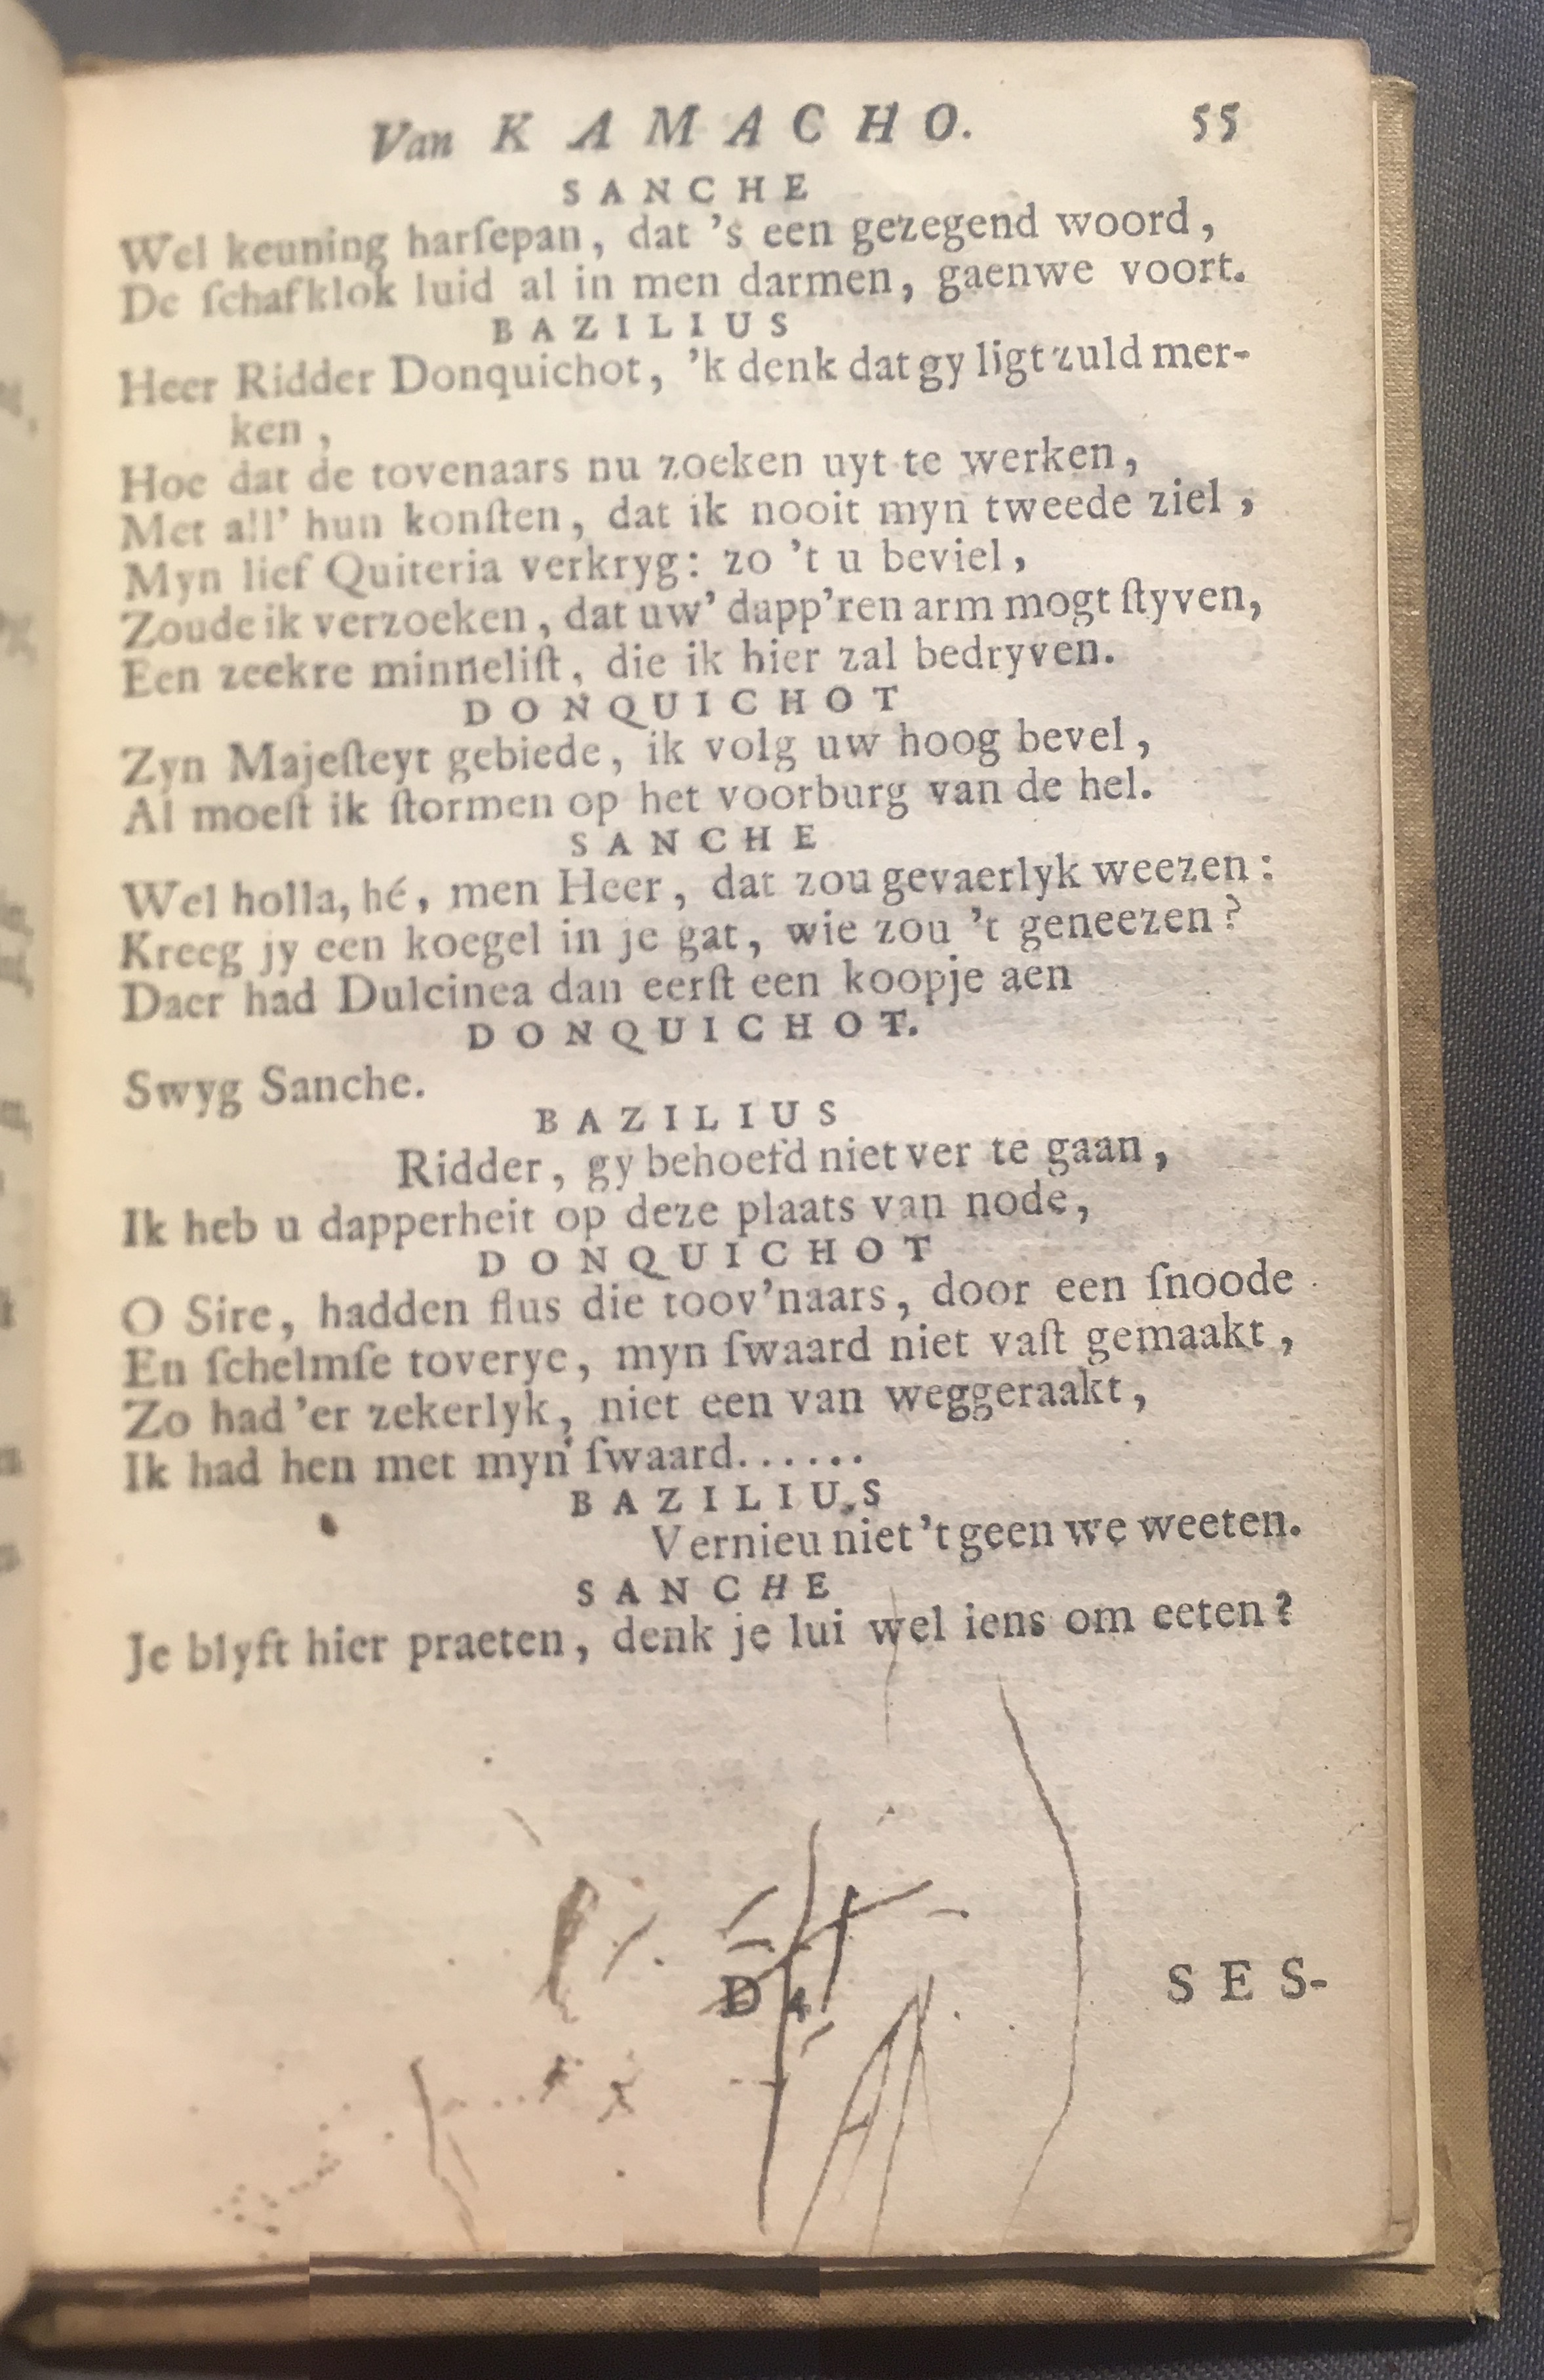 Van KAMACHO. 55
SANCHE
Wel keuning harſepan, dat 's een gezegend woord,
De ſchafklok luid al in men darmen, gaenwe voort.
BAZILIUS
Heer Ridder Donquichot, 'k denk dat gy ligt zuld mer-
ken,
Hoe dat de tovenaars nu zoeken uyt te werken,
Met all' hun konſten, dat ik nooit myn tweede ziel,
Myn lief Quiteria verkryg: zo 't u beviel,
Zoude ik verzoeken, dat uw' dapp'ren arm mogt ſtyven,
Een zeekre minneliſt, die ik hier zal bedryven.
DONQUICHOT
Zyn Majeſteyt gebiede, ik volg uw hoog bevel,
Al moeſt ik ſtormen op het voorburg van de hel.
SANCHE
Wel holla, hé, men Heer, dat zou gevaerlyk weezen:
Kreeg jy een koegel in je gat, wie zou 't geneezen?
Daer had Dulcinea dan eerſt een koopje aen
DONQUICHOT.
Swyg Sanche.
BAZILIUS
Ridder, gy behoefd niet ver te gaan,
Ik heb u dapperheit op deze plaats van node,
DONQUICHOT
O Sire, hadden flus die toov'naars, door een ſnoode
En ſchelmſe toverye, myn ſwaard niet vaſt gemaakt,
Zo had 'er zekerlyk, niet een van weggeraakt,
Ik had hen met myn ſwaard......
BAZILIUS
Vernieu niet 't geen we weeten.
SANCHE
Je blyft hier praeten, denk je lui wel iens om eeten?
D 4
SES-